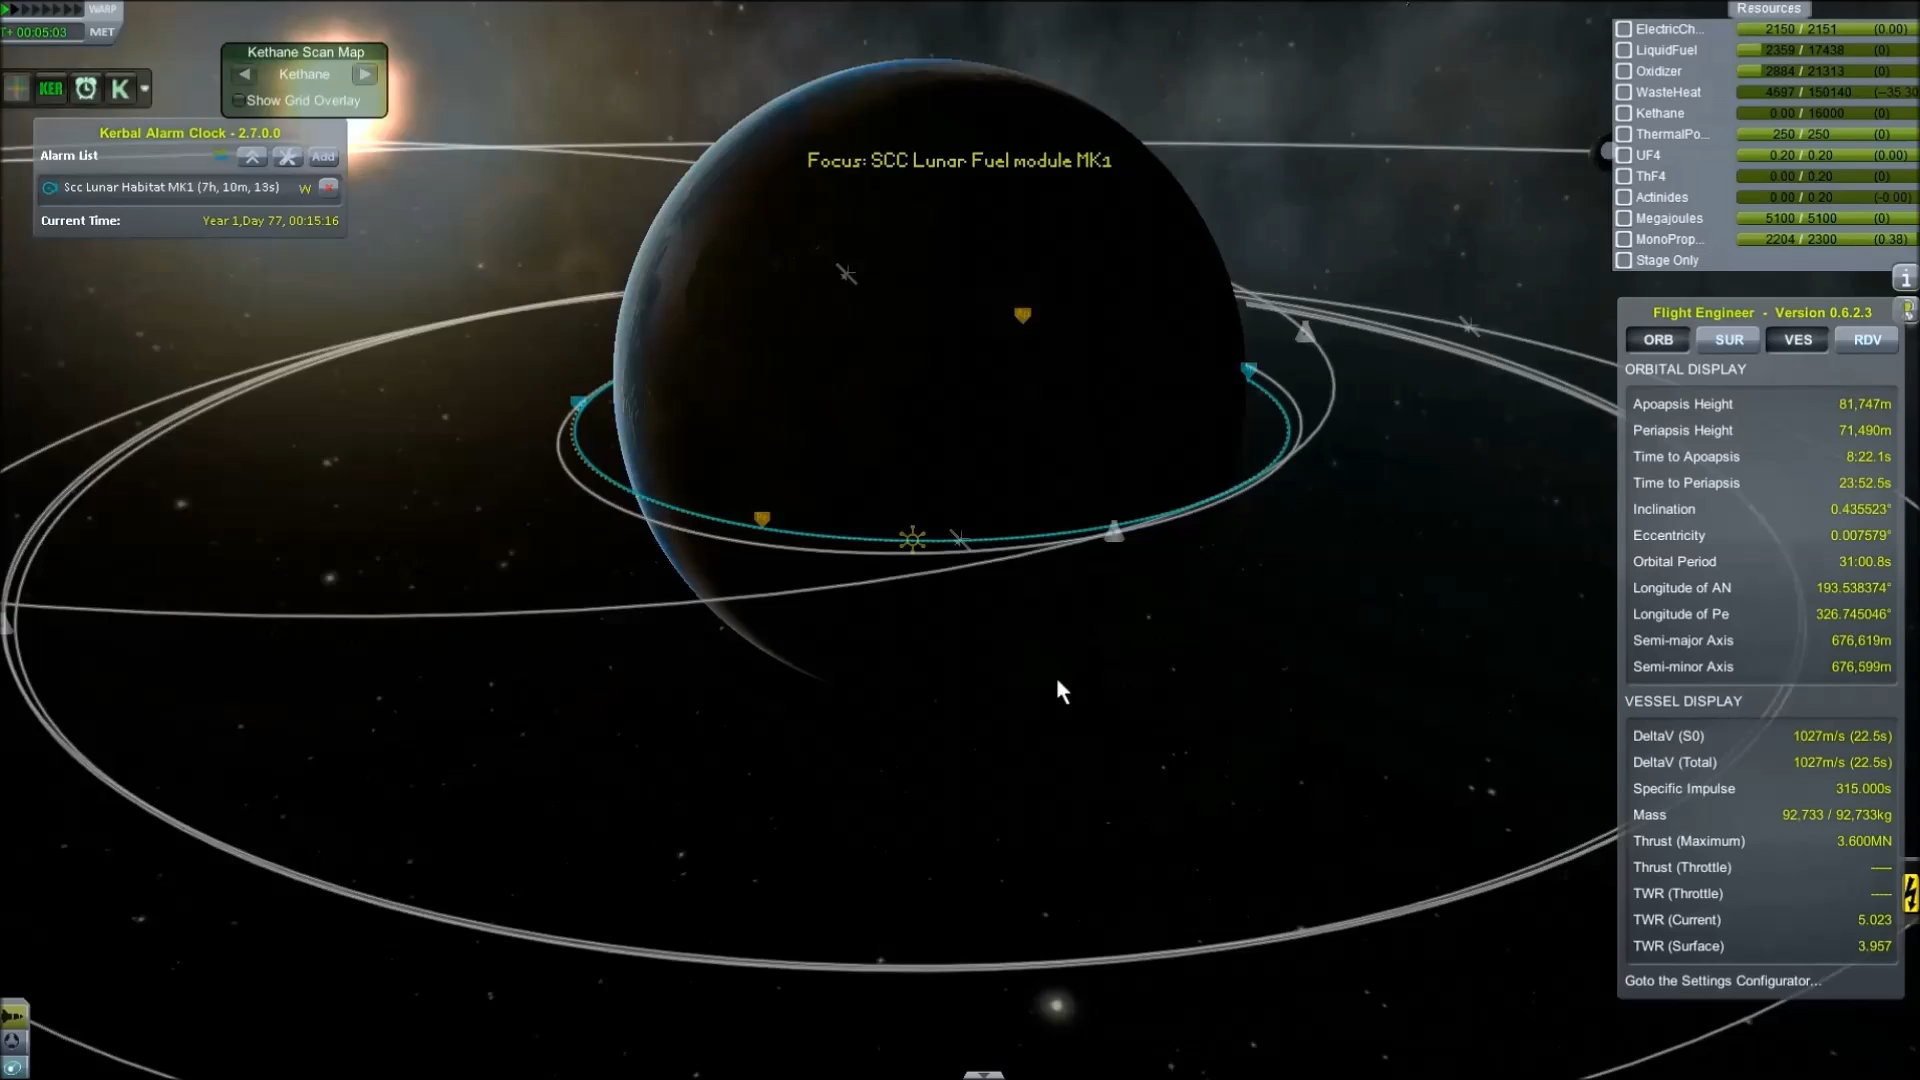 WARP
T+ 00:05:03 MET
KER K
Kethane Scan Map
Kethane
Show Grid Overlay
Kerbal Alarm Clock - 2.7.0.0
Alarm List Add
Scc Lunar Habitat MK1 (7h, 10m, 13s) W
Current Time: Year 1,Day 77, 00:15:16
Focus: SCC Lunar Fuel module MK1
Ap
Pe
Resources
ElectricCh... 2150 / 2151 (0.00)
LiquidFuel 2359 / 17438 (0)
Oxidizer 2884 / 21313 (0)
WasteHeat 4597 / 150140 (-35.30
Kethane 0.00 / 16000 (0)
ThermalPo... 250 / 250 (0)
UF4 0.20 / 0.20 (0.00)
ThF4 0.00 / 0.20 (0)
Actinides 0.00 / 0.20 (-0.00)
Megajoules 5100 / 5100 (0)
MonoProp... 2204 / 2300 (0.38)
Stage Only
i
Flight Engineer - Version 0.6.2.3
ORB SUR VES RDV
ORBITAL DISPLAY
Apoapsis Height 81,747m
Periapsis Height 71,490m
Time to Apoapsis 8:22.1s
Time to Periapsis 23:52.5s
Inclination 0.435523°
Eccentricity 0.007579°
Orbital Period 31:00.8s
Longitude of AN 193.538374°
Longitude of Pe 326.745046°
Semi-major Axis 676,619m
Semi-minor Axis 676,599m
VESSEL DISPLAY
DeltaV (S0) 1027m/s (22.5s)
DeltaV (Total) 1027m/s (22.5s)
Specific Impulse 315.000s
Mass 92,733 / 92,733kg
Thrust (Maximum) 3.600MN
Thrust (Throttle) -----
TWR (Throttle) -----
TWR (Current) 5.023
TWR (Surface) 3.957
Goto the Settings Configurator...